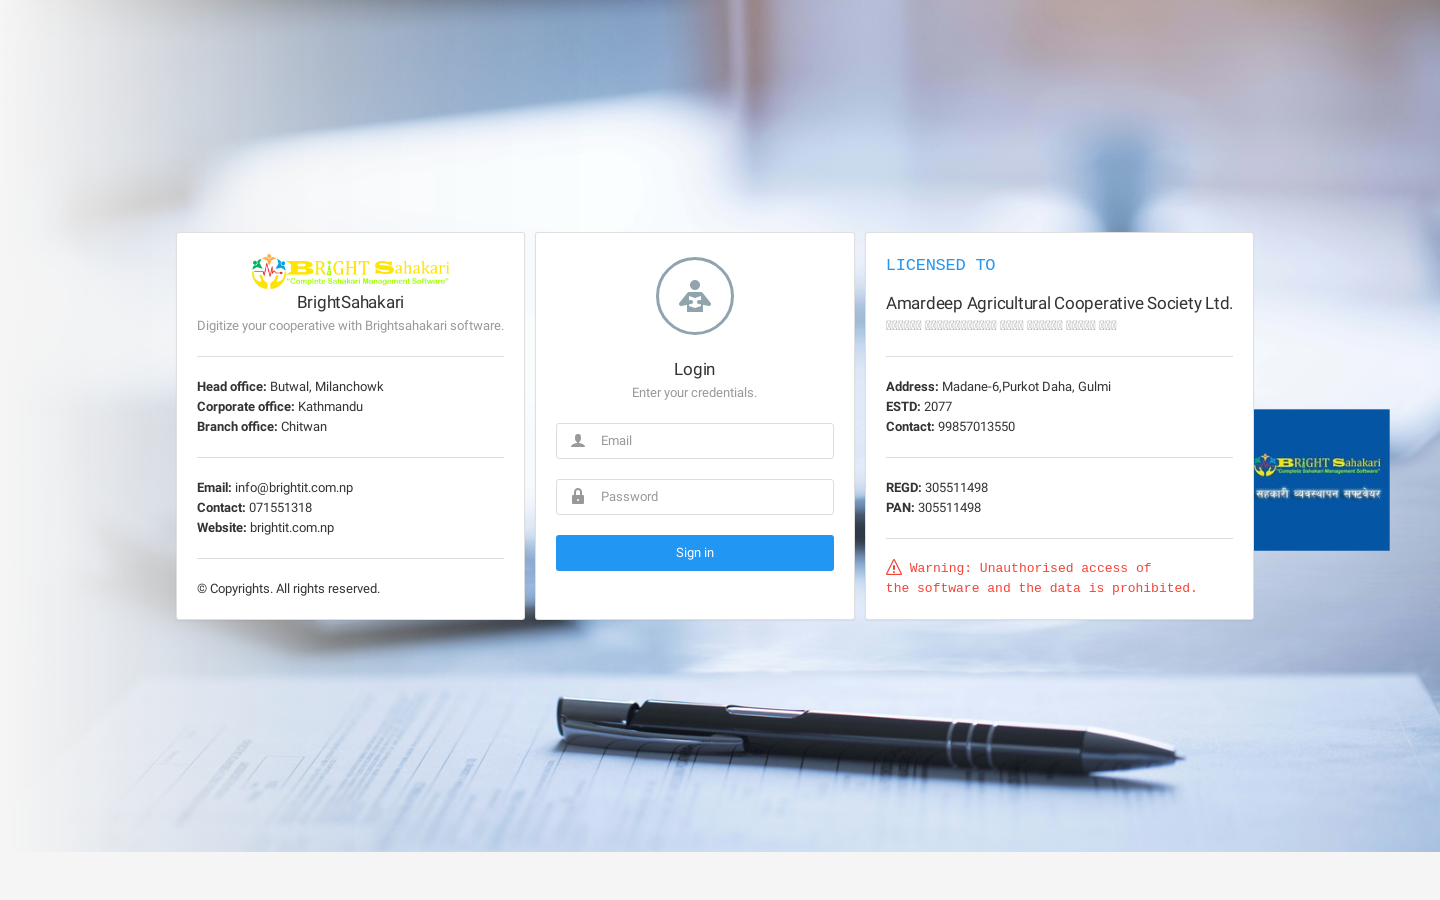 BRiGHT Sahakari
"Complete Sahakari Management Software"
BrightSahakari
Digitize your cooperative with Brightsahakari software.
Head office: Butwal, Milanchowk
Corporate office: Kathmandu
Branch office: Chitwan
Email: info@brightit.com.np
Contact: 071551318
Website: brightit.com.np
© Copyrights. All rights reserved.
Login
Enter your credentials.
Email
Password
Sign in
LICENSED TO
Amardeep Agricultural Cooperative Society Ltd.
Address: Madane-6,Purkot Daha, Gulmi
ESTD: 2077
Contact: 99857013550
REGD: 305511498
PAN: 305511498
Warning: Unauthorised access of
the software and the data is prohibited.
BRiGHT Sahakari
"Complete Sahakari Management Software"
सहकारी व्यवस्थापन सफ्टवेयर